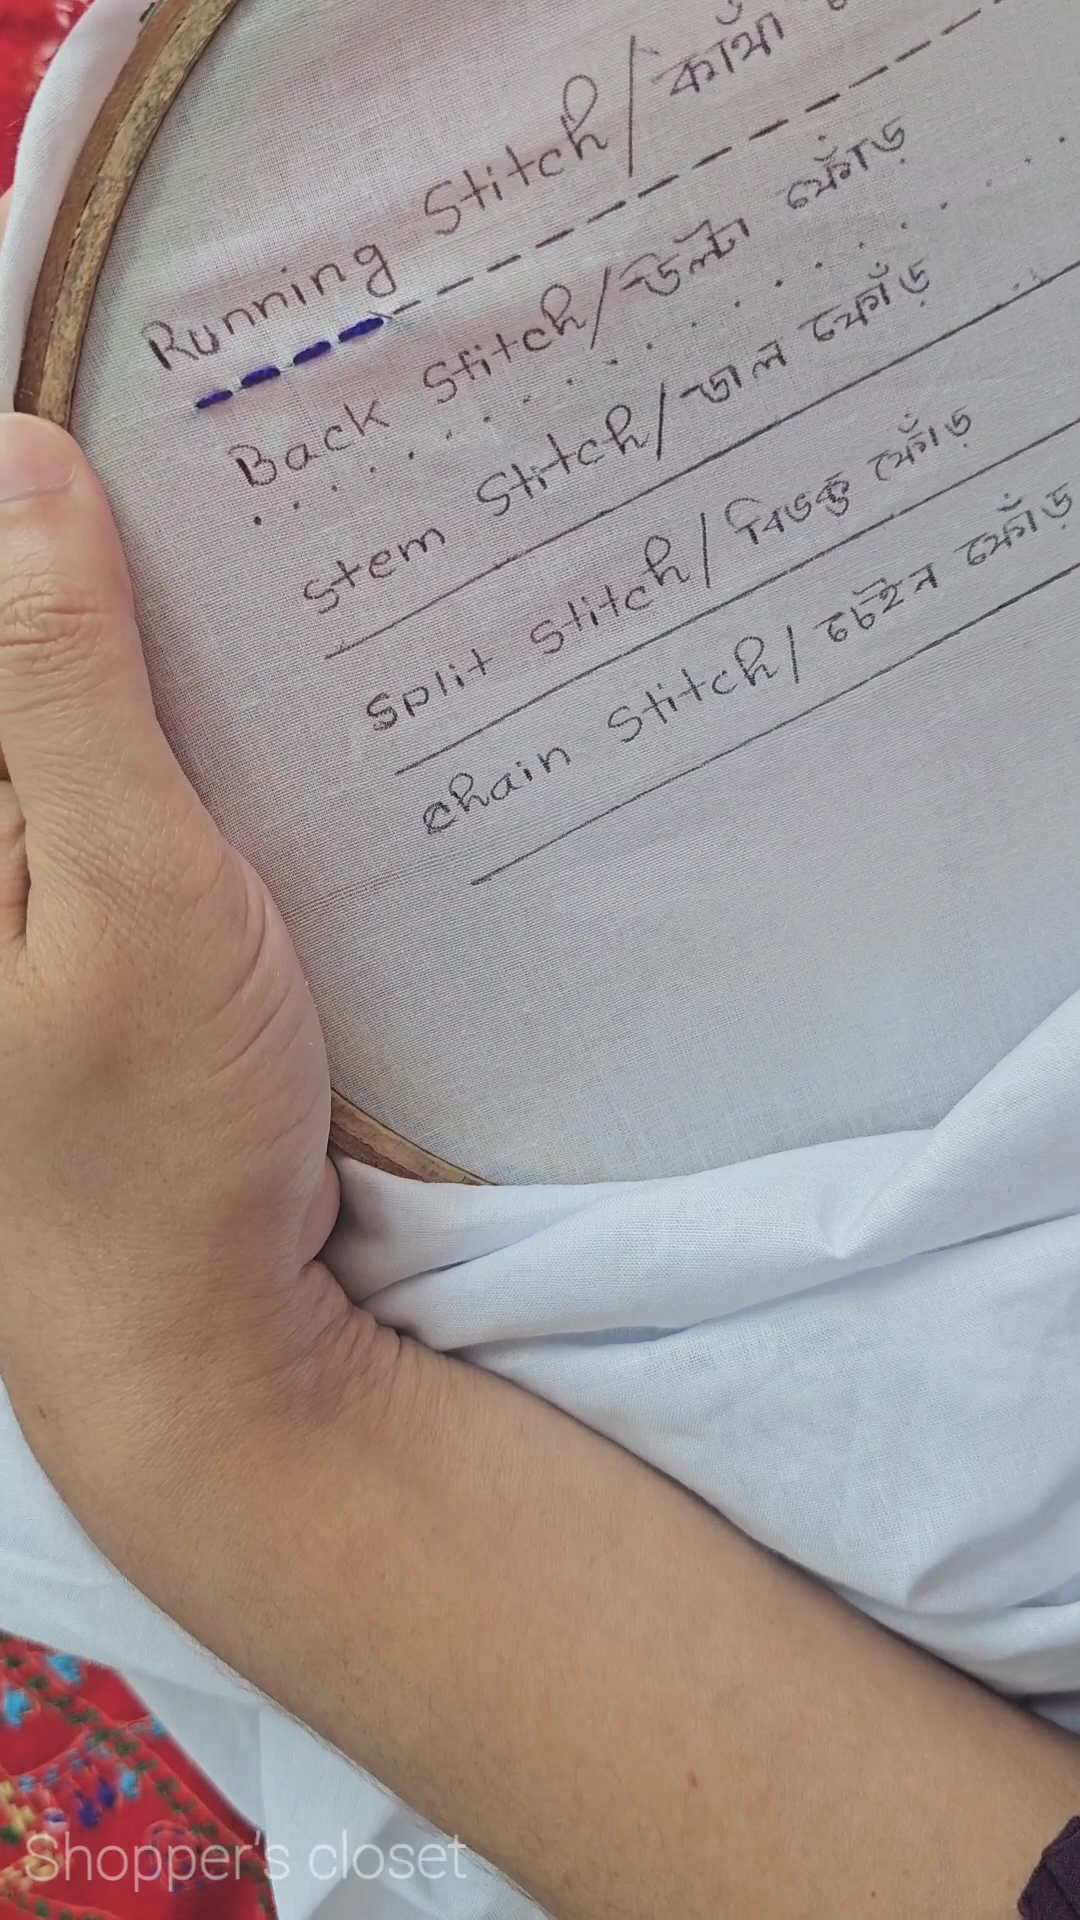 Running Stitch/কাঁথা
Back Stitch/উল্টা ফোঁড়
Stem Stitch/ডাল ফোঁড়
Split Stitch/বিভক্ত ফোঁড়
chain Stitch/চেইন ফোঁড়
Shopper's closet